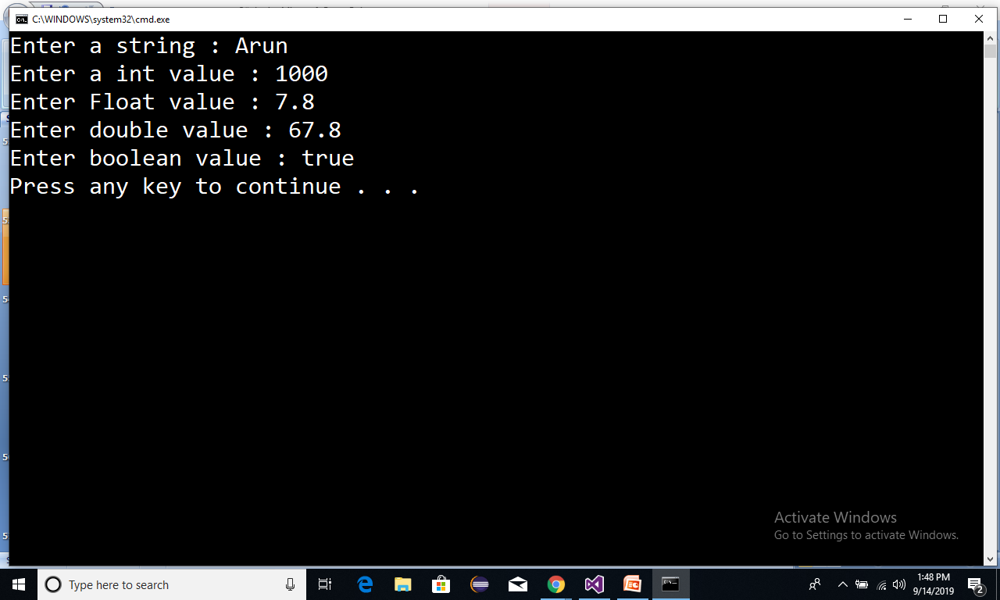 C:\WINDOWS\system32\cmd.exe
Enter a string : Arun
Enter a int value : 1000
Enter Float value : 7.8
Enter double value : 67.8
Enter boolean value : true
Press any key to continue . . .
Activate Windows
Go to Settings to activate Windows.
Type here to search
1:48 PM
9/14/2019
2